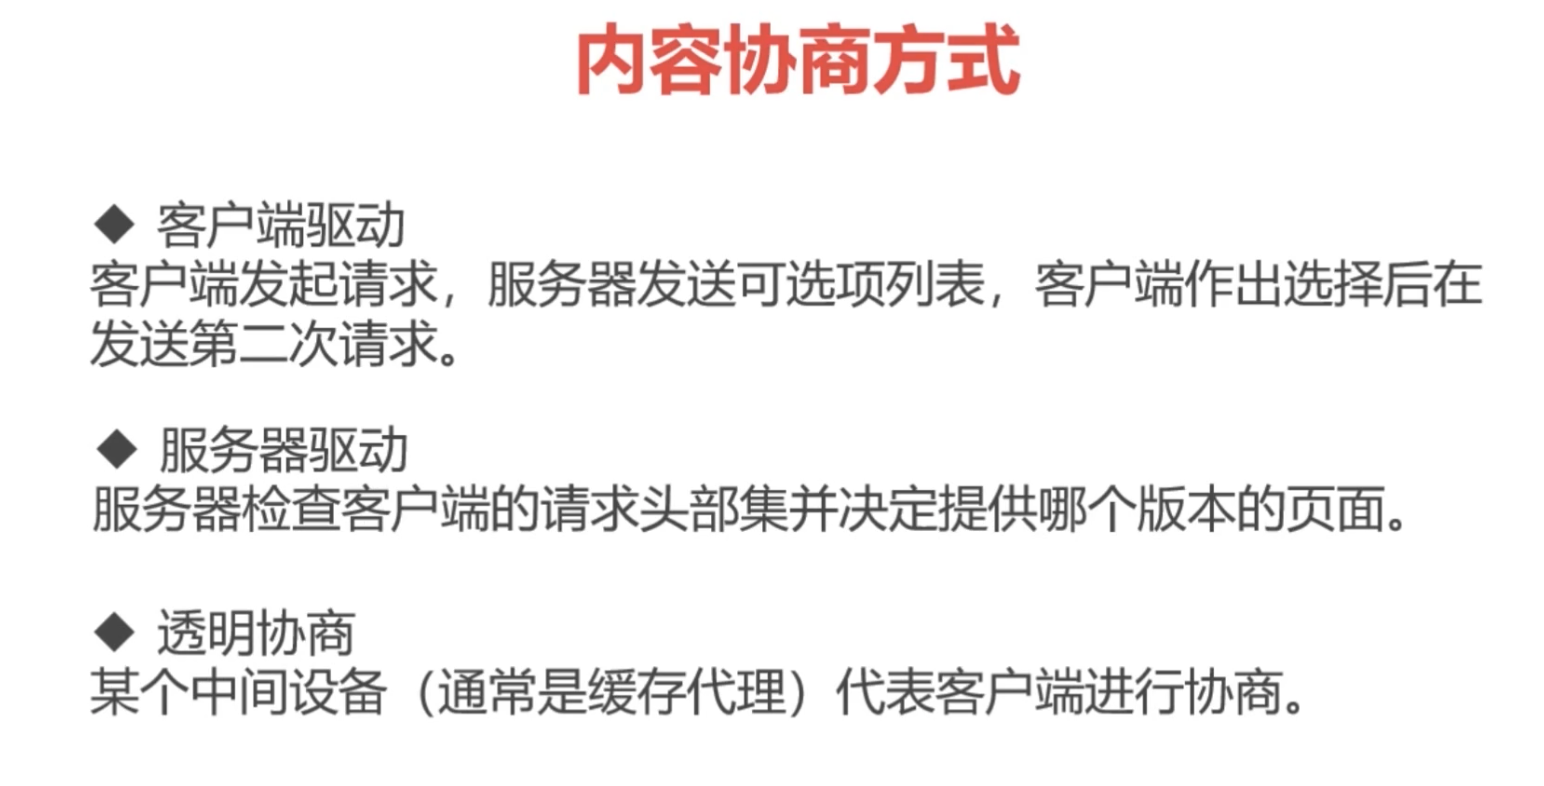 内容协商方式
◆ 客户端驱动
客户端发起请求，服务器发送可选项列表，客户端作出选择后在
发送第二次请求。
◆ 服务器驱动
服务器检查客户端的请求头部集并决定提供哪个版本的页面。
◆ 透明协商
某个中间设备（通常是缓存代理）代表客户端进行协商。